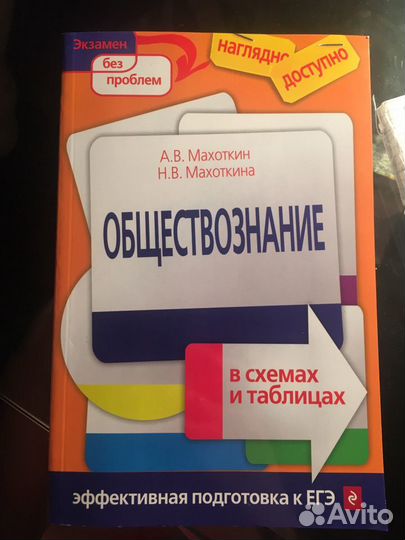 Экзамен
без
проблем
наглядно
доступно
А.В. Махоткин
Н.В. Махоткина
ОБЩЕСТВОЗНАНИЕ
в схемах
и таблицах
эффективная подготовка к ЕГЭ
Avito